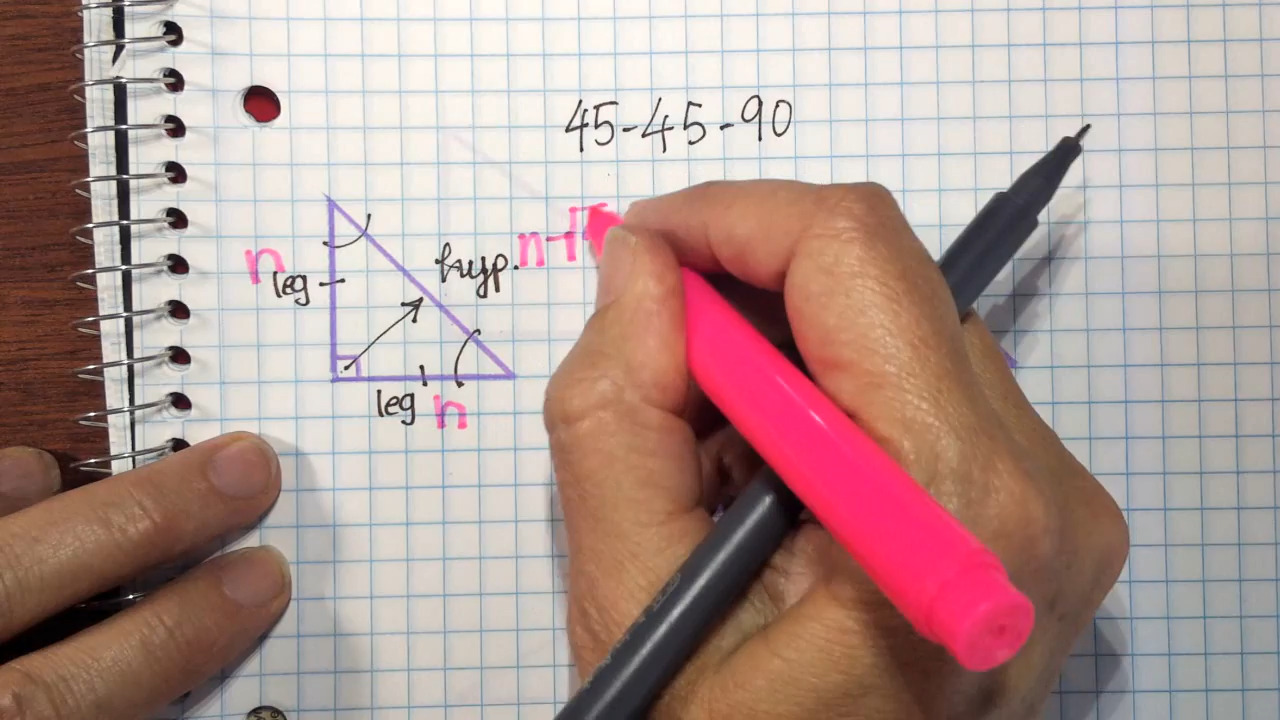 45-45-90
n
leg
hyp. n√
leg n